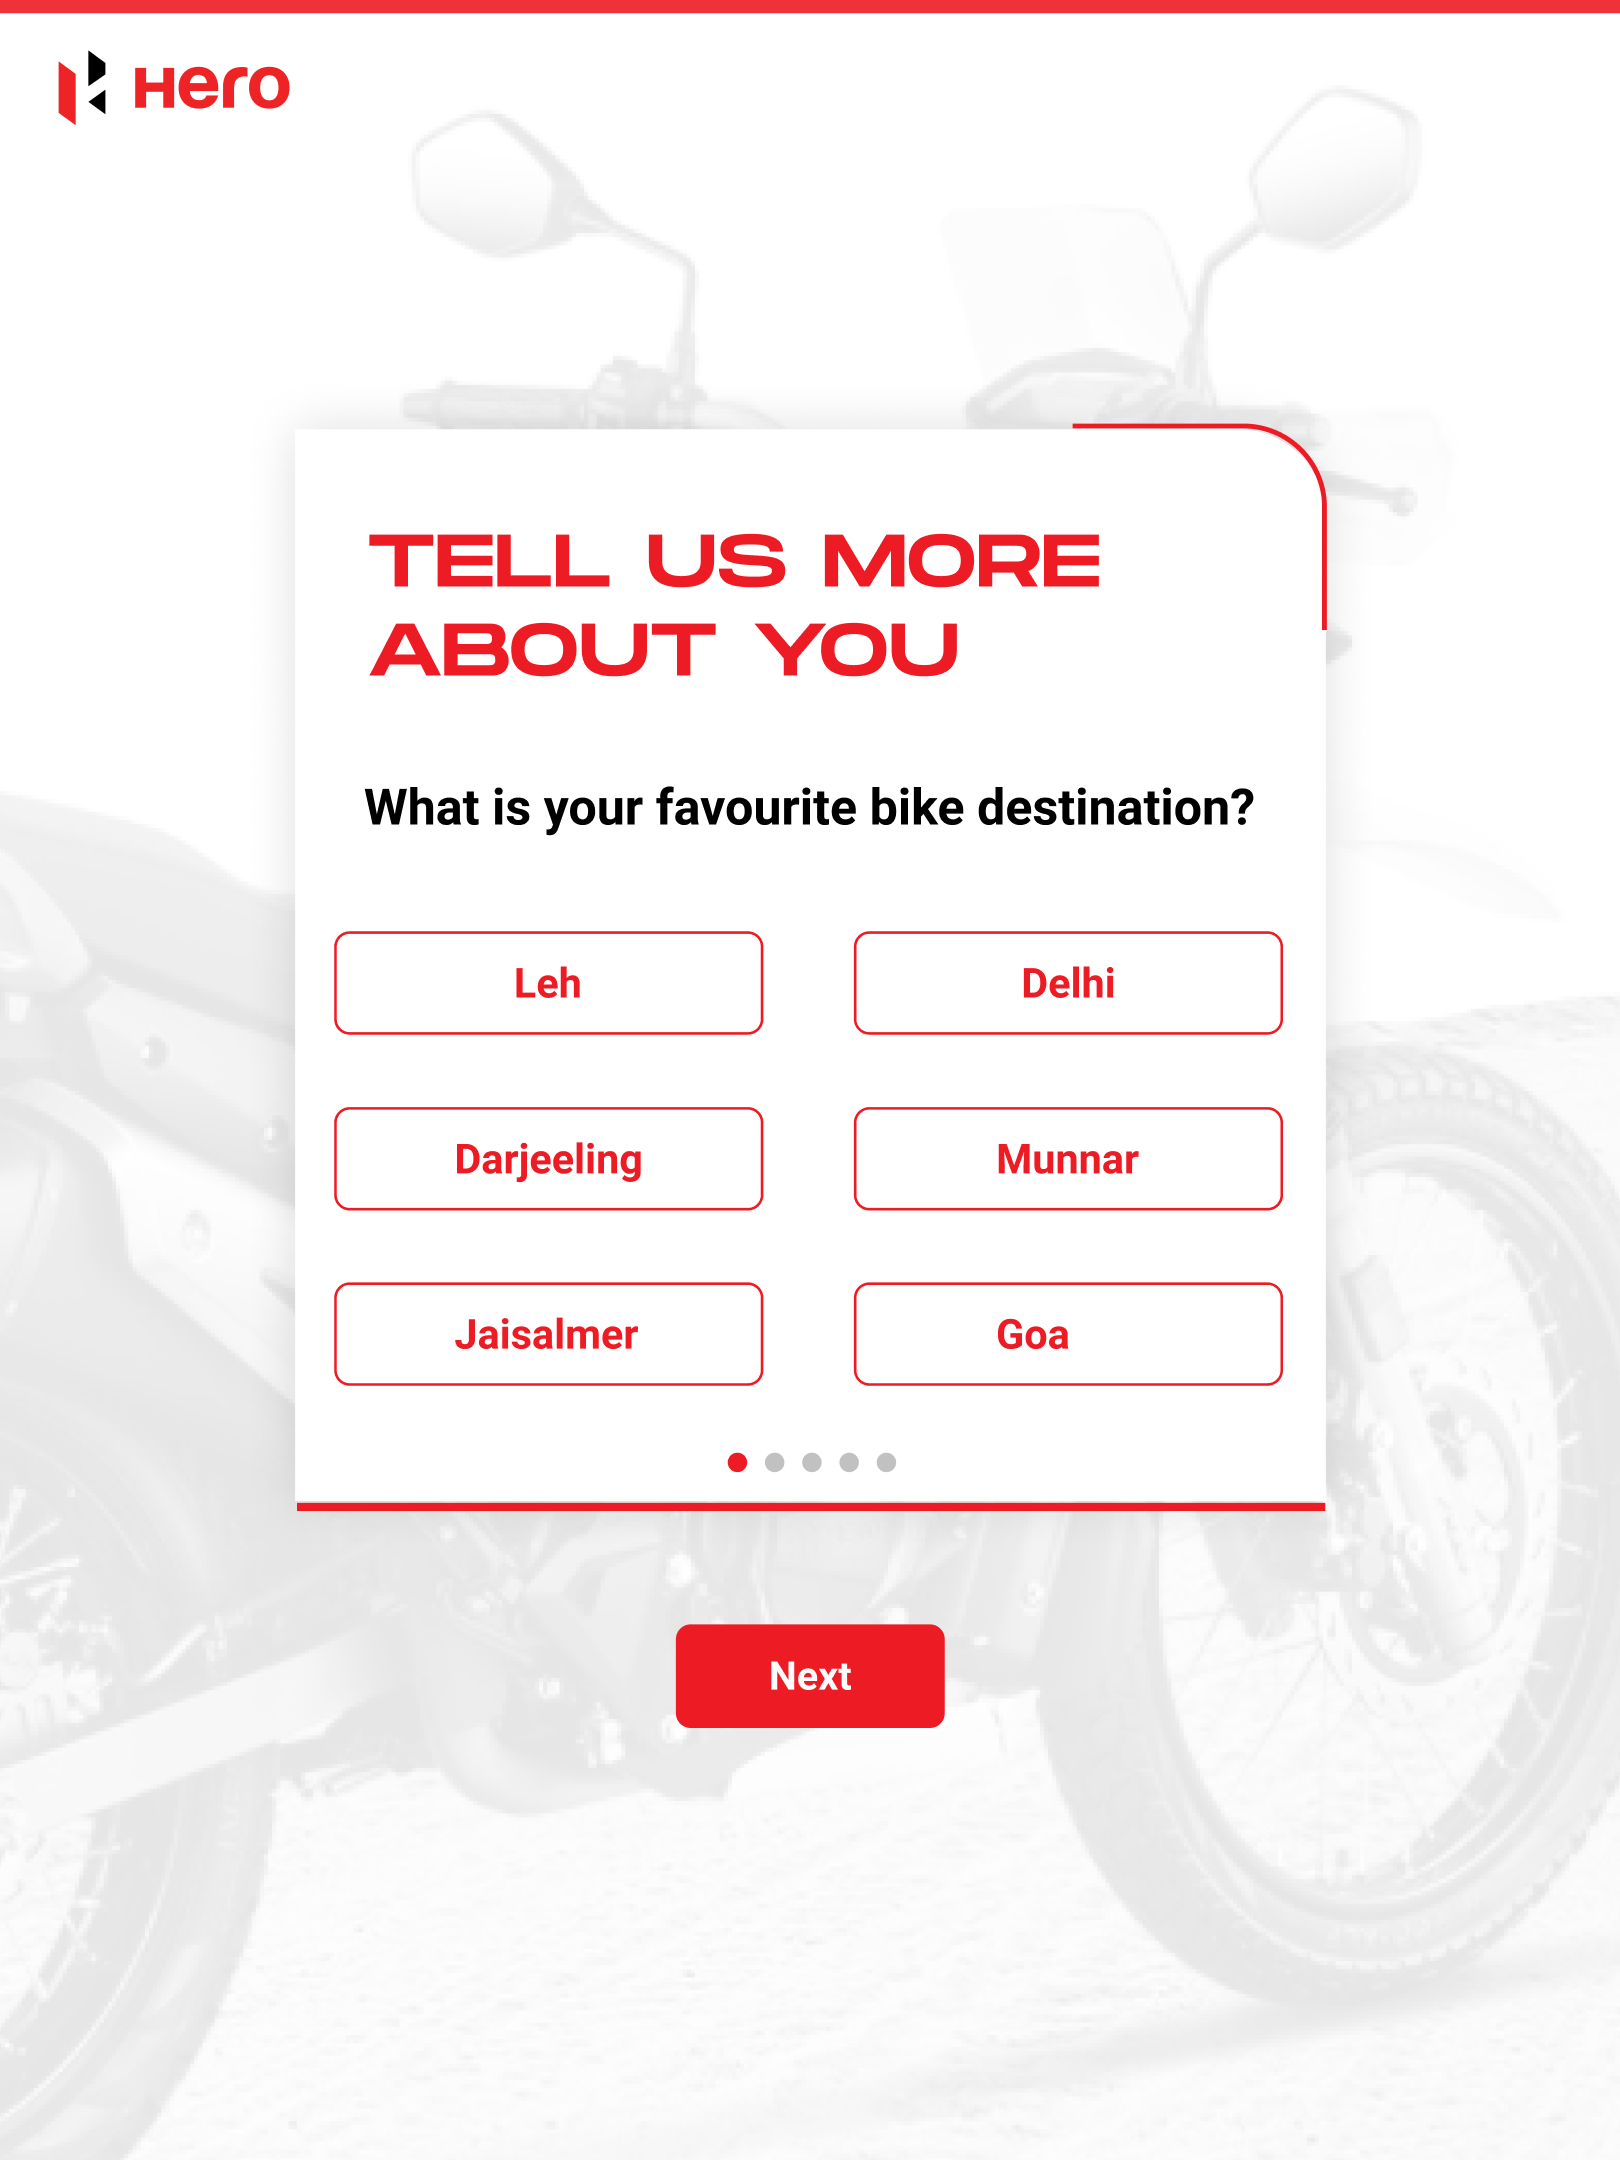 Hero
TELL US MORE
ABOUT YOU
What is your favourite bike destination?
Leh
Delhi
Darjeeling
Munnar
Jaisalmer
Goa
Next